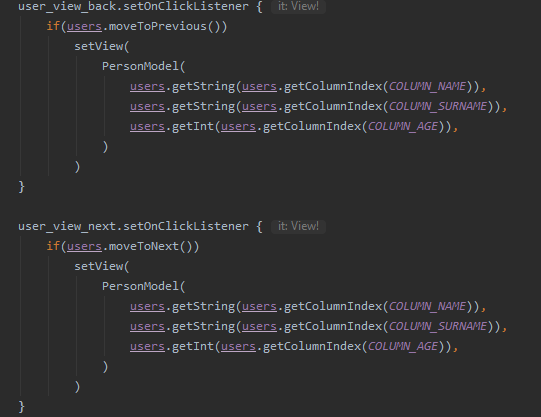 user_view_back.setOnClickListener { it: View!
if(users.moveToPrevious())
setView(
PersonModel(
users.getString(users.getColumnIndex(COLUMN_NAME)),
users.getString(users.getColumnIndex(COLUMN_SURNAME)),
users.getInt(users.getColumnIndex(COLUMN_AGE)),
)
)
}
user_view_next.setOnClickListener { it: View!
if(users.moveToNext())
setView(
PersonModel(
users.getString(users.getColumnIndex(COLUMN_NAME)),
users.getString(users.getColumnIndex(COLUMN_SURNAME)),
users.getInt(users.getColumnIndex(COLUMN_AGE)),
)
)
}